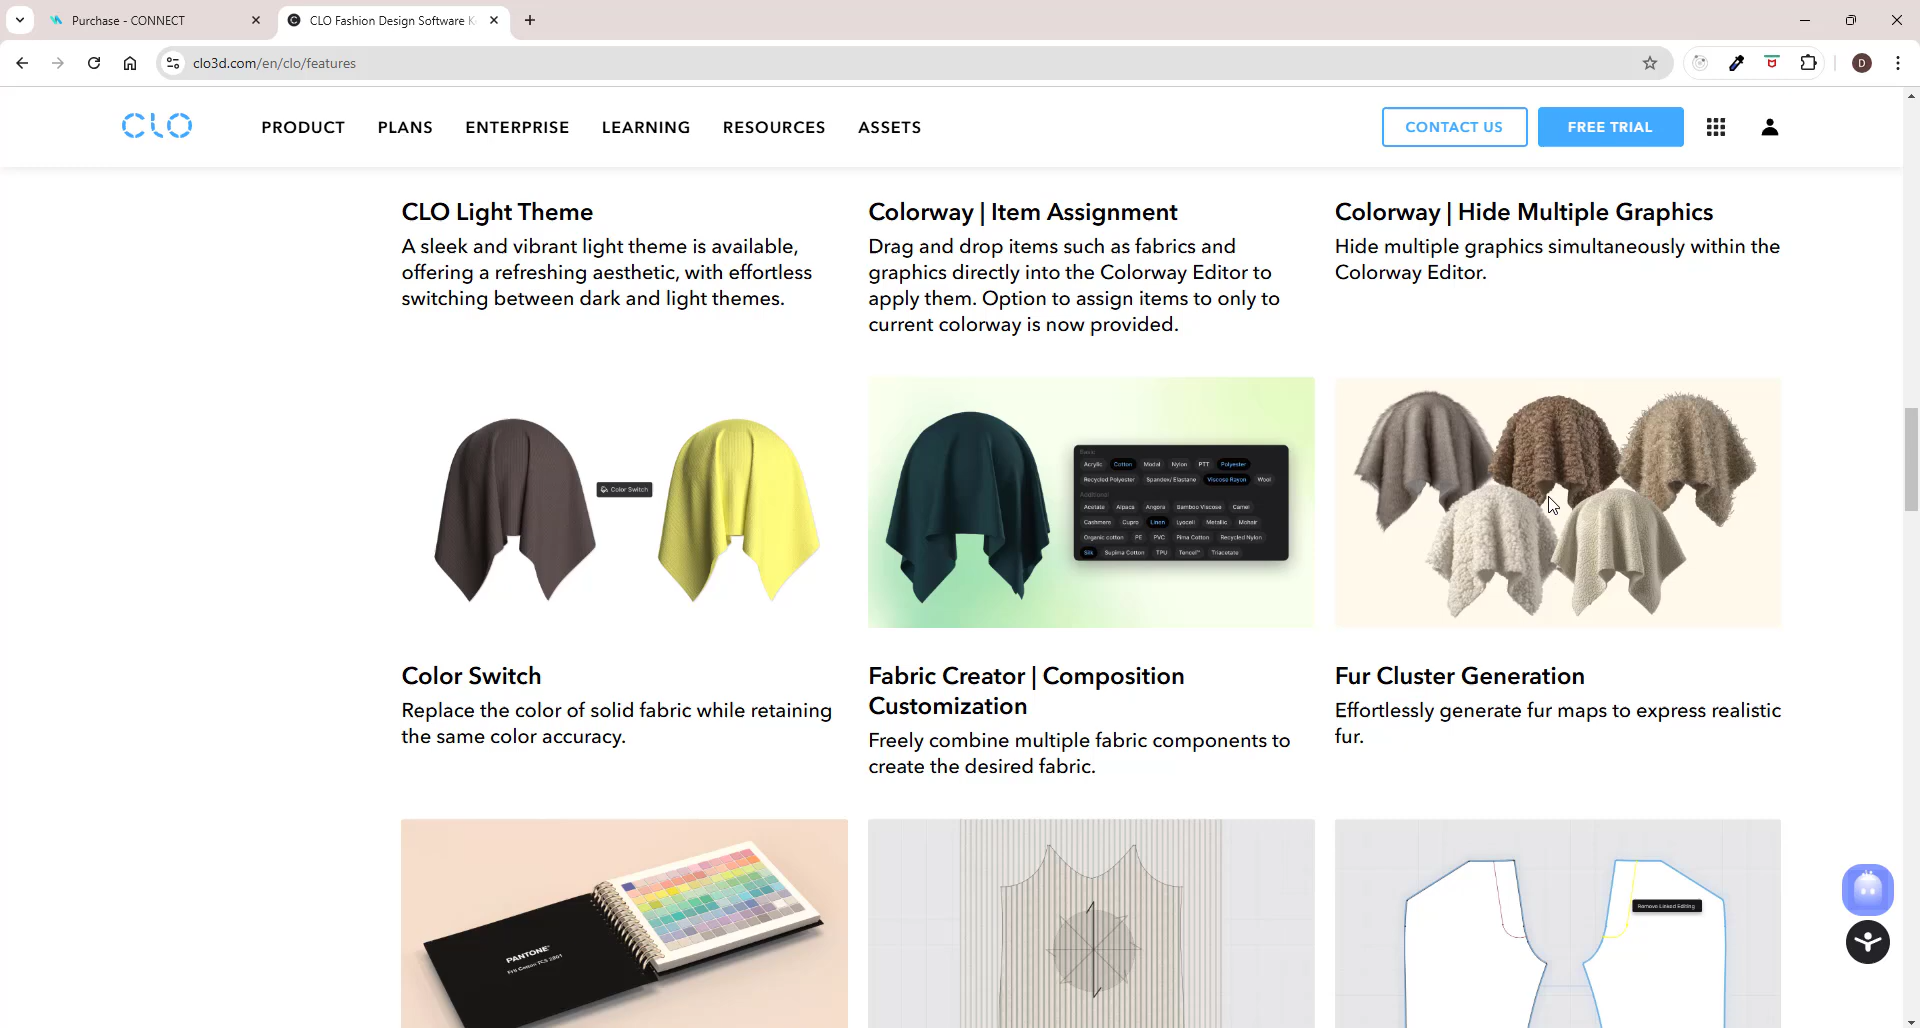 Purchase - CONNECT
CLO Fashion Design Software K
clo3d.com/en/clo/features
D
CLO
PRODUCT
PLANS
ENTERPRISE
LEARNING
RESOURCES
ASSETS
CONTACT US
FREE TRIAL
CLO Light Theme
A sleek and vibrant light theme is available,
offering a refreshing aesthetic, with effortless
switching between dark and light themes.
Colorway | Item Assignment
Drag and drop items such as fabrics and
graphics directly into the Colorway Editor to
apply them. Option to assign items to only to
current colorway is now provided.
Colorway | Hide Multiple Graphics
Hide multiple graphics simultaneously within the
Colorway Editor.
Color Switch
Basic
Acrylic Cotton Modal Nylon PTT Polyester
Recycled Polyester Spandex/ Elastane Viscose Rayon Wool
Additional
Acetate Alpaca Angora Bamboo Viscose Camel
Cashmere Cupro Linen Lyocell Metallic Mohair
Organic cotton PE PVC Pima Cotton Recycled Nylon
Silk Supima Cotton TPU Tencel™ Triacetate
Color Switch
Replace the color of solid fabric while retaining
the same color accuracy.
Fabric Creator | Composition
Customization
Freely combine multiple fabric components to
create the desired fabric.
Fur Cluster Generation
Effortlessly generate fur maps to express realistic
fur.
PANTONE®
Remove Linked Editing